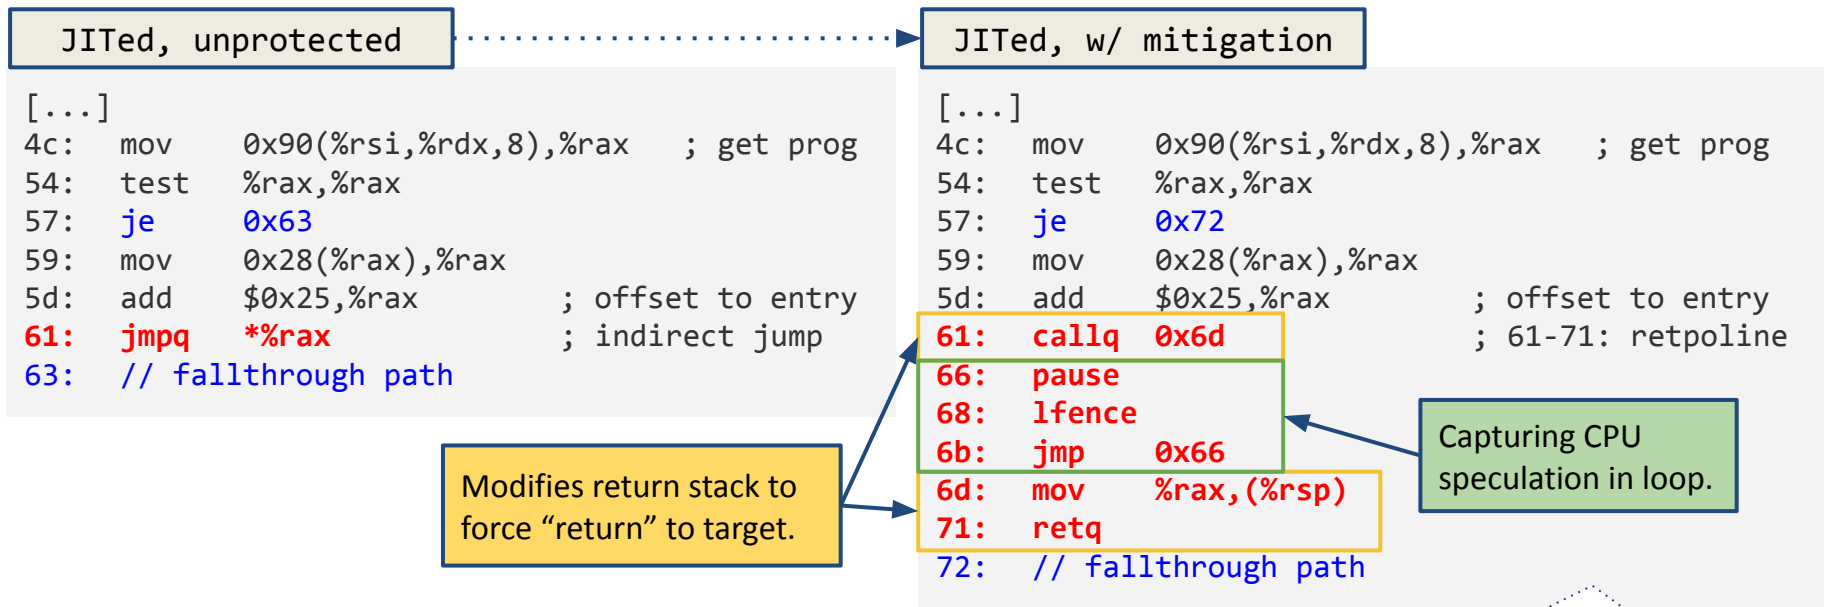 JITed, unprotected
[...]
4c: mov 0x90(%rsi,%rdx,8),%rax ; get prog
54: test %rax,%rax
57: je 0x63
59: mov 0x28(%rax),%rax
5d: add $0x25,%rax ; offset to entry
61: jmpq *%rax ; indirect jump
63: // fallthrough path
JITed, w/ mitigation
[...]
4c: mov 0x90(%rsi,%rdx,8),%rax ; get prog
54: test %rax,%rax
57: je 0x72
59: mov 0x28(%rax),%rax
5d: add $0x25,%rax ; offset to entry
61: callq 0x6d ; 61-71: retpoline
66: pause
68: lfence
6b: jmp 0x66
6d: mov %rax,(%rsp)
71: retq
72: // fallthrough path
Modifies return stack to
force “return” to target.
Capturing CPU
speculation in loop.